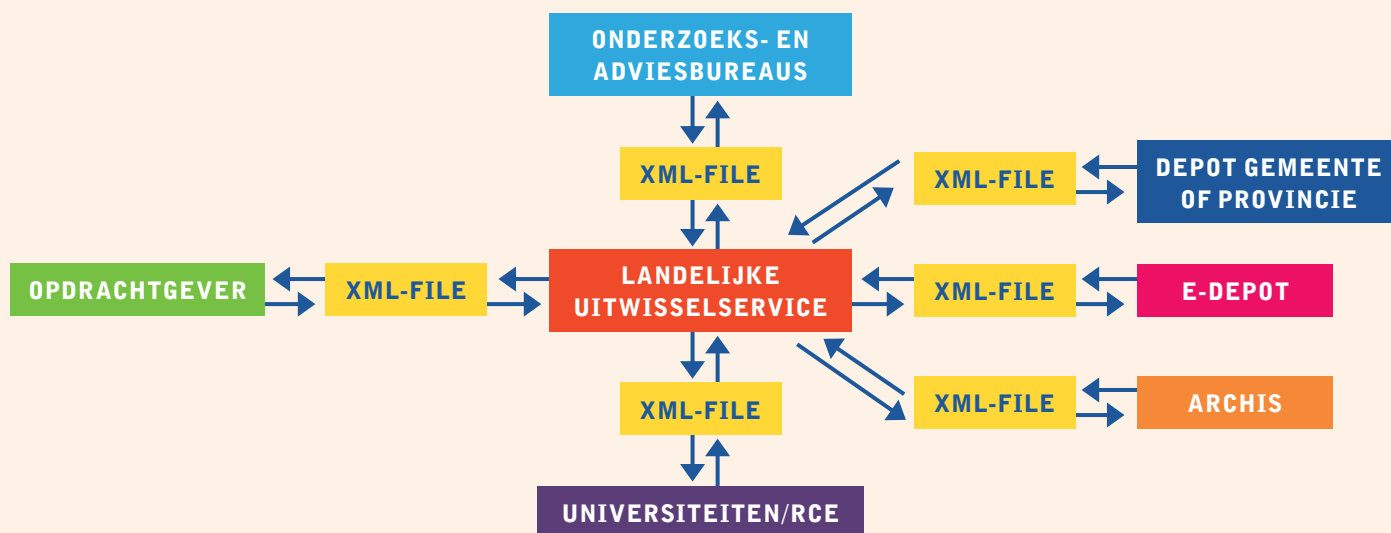 ONDERZOEKS- EN
ADVIESBUREAUS
XML-FILE
XML-FILE
DEPOT GEMEENTE
OF PROVINCIE
OPDRACHTGEVER
XML-FILE
LANDELIJKE
UITWISSELSERVICE
XML-FILE
E-DEPOT
XML-FILE
XML-FILE
ARCHIS
UNIVERSITEITEN/RCE